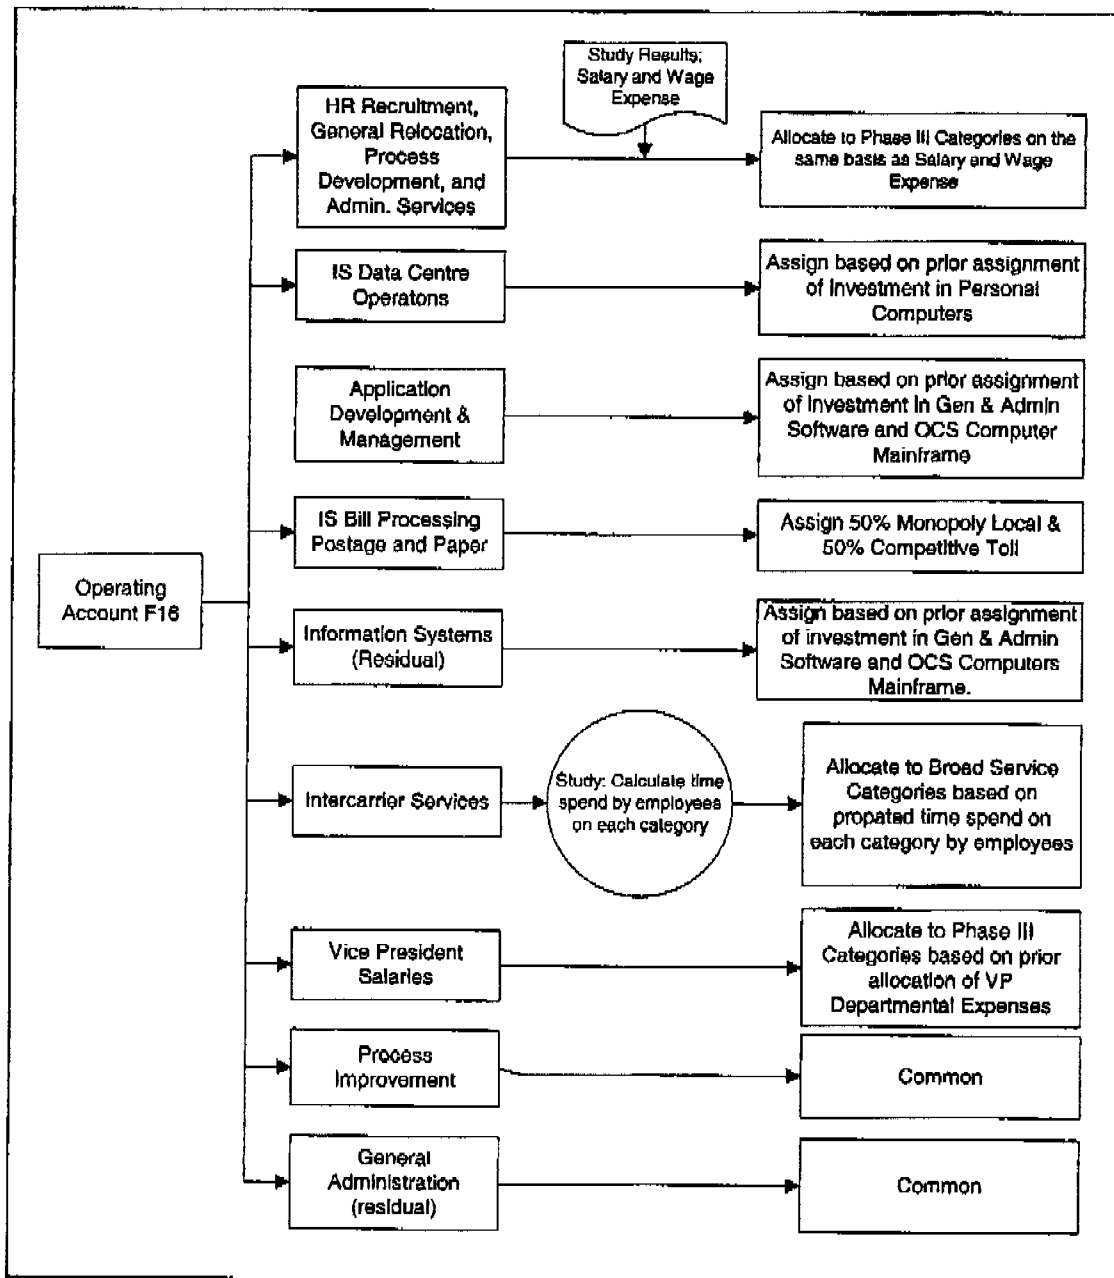 Study Results;
Salary and Wage
Expense
HR Recruitment,
General Relocation,
Process
Development, and
Admin. Services
Allocate to Phase III Categories on the
same basis as Salary and Wage
Expense
IS Data Centre
Operatons
Assign based on prior assignment
of Investment in Personal
Computers
Application
Development &
Management
Assign based on prior assignment
of Investment in Gen & Admin
Software and OCS Computer
Mainframe
IS Bill Processing
Postage and Paper
Assign 50% Monopoly Local &
50% Competitive Toll
Operating
Account F16
Information Systems
(Residual)
Assign based on prior assignment
of investment in Gen & Admin
Software and OCS Computers
Mainframe.
Intercarrier Services
Study: Calculate time
spend by employees
on each category
Allocate to Broad Service
Categories based on
propated time spend on
each category by employees
Vice President
Salaries
Allocate to Phase III
Categories based on prior
allocation of VP
Departmental Expenses
Process
Improvement
Common
General
Administration
(residual)
Common